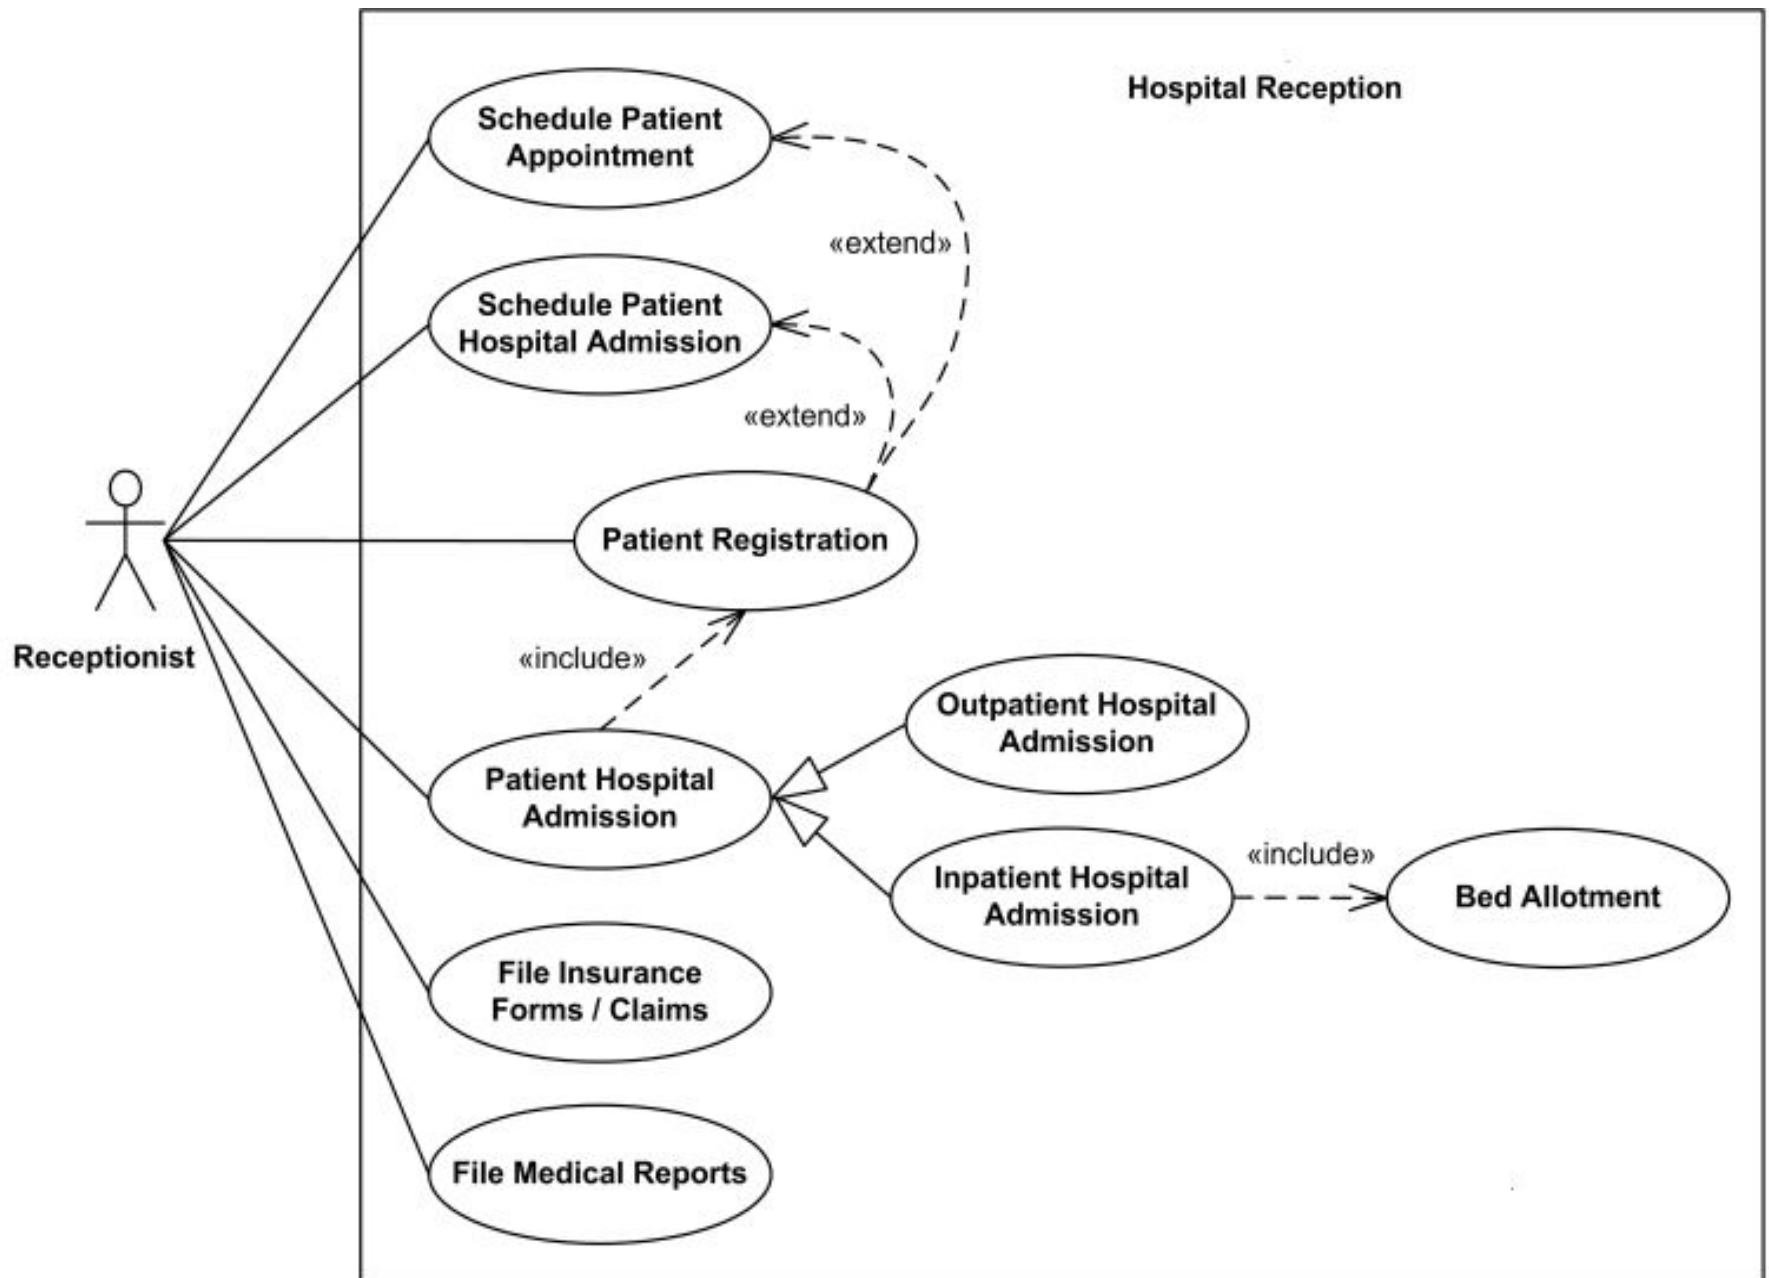 Hospital Reception
Schedule Patient
Appointment
«extend»
Schedule Patient
Hospital Admission
«extend»
Patient Registration
Receptionist
«include»
Outpatient Hospital
Admission
Patient Hospital
Admission
«include»
Inpatient Hospital
Admission
Bed Allotment
File Insurance
Forms / Claims
File Medical Reports